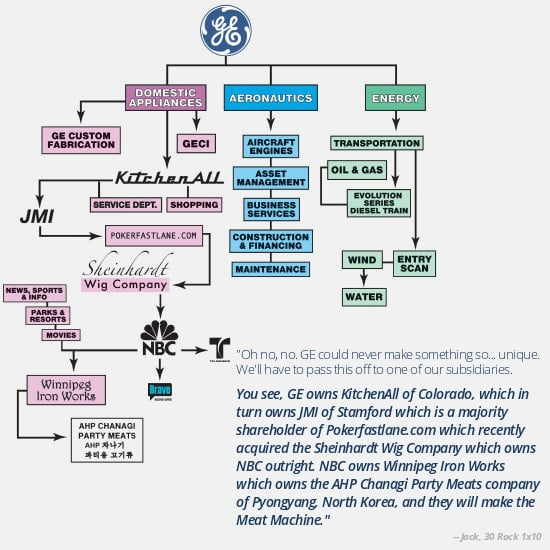 GE
DOMESTIC
APPLIANCES
AERONAUTICS
ENERGY
GE CUSTOM
FABRICATION
GECI
AIRCRAFT
ENGINES
TRANSPORTATION
OIL & GAS
KitchenAll
ASSET
MANAGEMENT
SERVICE DEPT.
SHOPPING
BUSINESS
SERVICES
EVOLUTION
SERIES
DIESEL TRAIN
JMI
POKERFASTLANE.COM
CONSTRUCTION
& FINANCING
WIND
ENTRY
SCAN
Sheinhardt
Wig Company
MAINTENANCE
WATER
NEWS, SPORTS
& INFO
PARKS &
RESORTS
MOVIES
NBC
T
Bravo
Winnipeg
Iron Works
AHP CHANAGI
PARTY MEATS
AHP 차나기
파티용 고기류
"Oh no, no. GE could never make something so... unique.
We'll have to pass this off to one of our subsidiaries.
You see, GE owns KitchenAll of Colorado, which in
turn owns JMI of Stamford which is a majority
shareholder of Pokerfastlane.com which recently
acquired the Sheinhardt Wig Company which owns
NBC outright. NBC owns Winnipeg Iron Works
which owns the AHP Chanagi Party Meats company
of Pyongyang, North Korea, and they will make the
Meat Machine."
-- Jack, 30 Rock 1x10